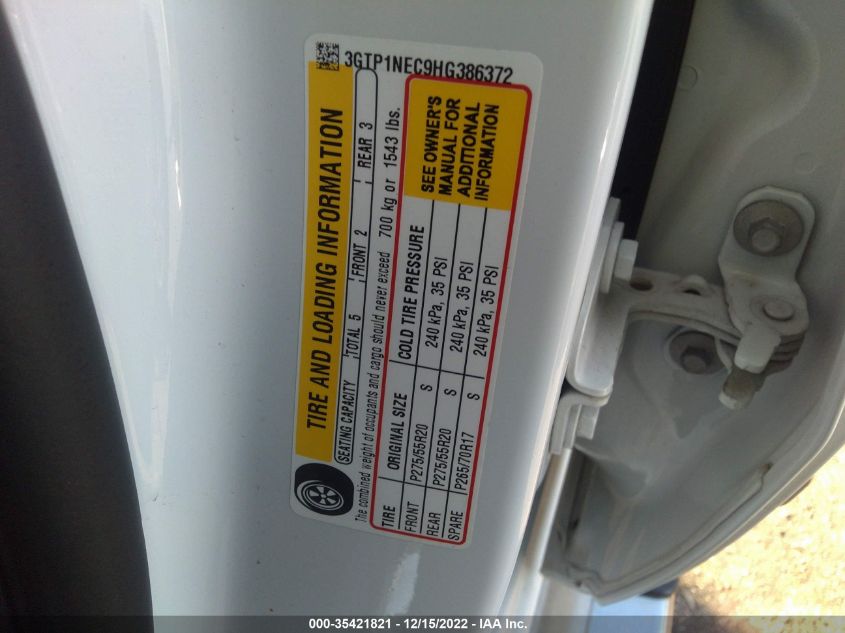 3GTP1NEC9HG386372
TIRE AND LOADING INFORMATION
SEATING CAPACITY TOTAL 5 FRONT 2 REAR 3
The combined weight of occupants and cargo should never exceed 700 kg or 1543 lbs.
TIRE ORIGINAL SIZE COLD TIRE PRESSURE
FRONT P275/55R20 S 240 kPa, 35 PSI
REAR P275/55R20 S 240 kPa, 35 PSI
SPARE P265/70R17 S 240 kPa, 35 PSI
SEE OWNER'S
MANUAL FOR
ADDITIONAL
INFORMATION
000-35421821 - 12/15/2022 - IAA Inc.